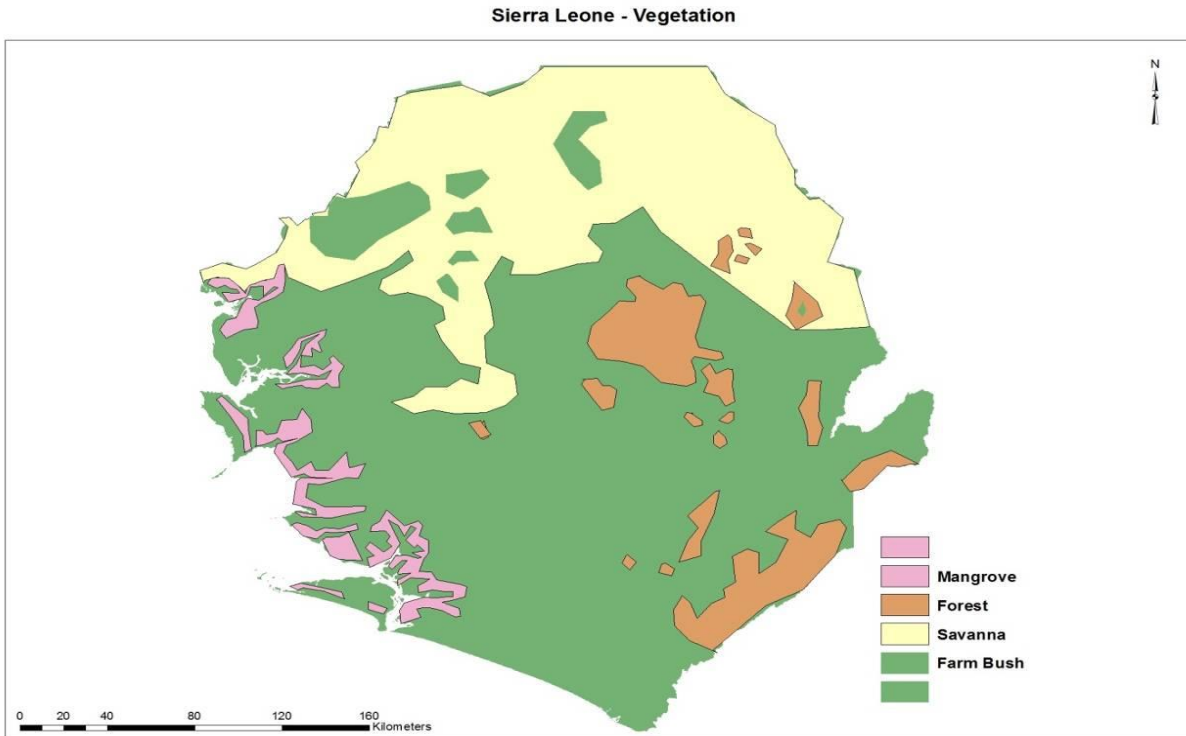 Sierra Leone - Vegetation
N
Mangrove
Forest
Savanna
Farm Bush
0 20 40 80 120 160
Kilometers